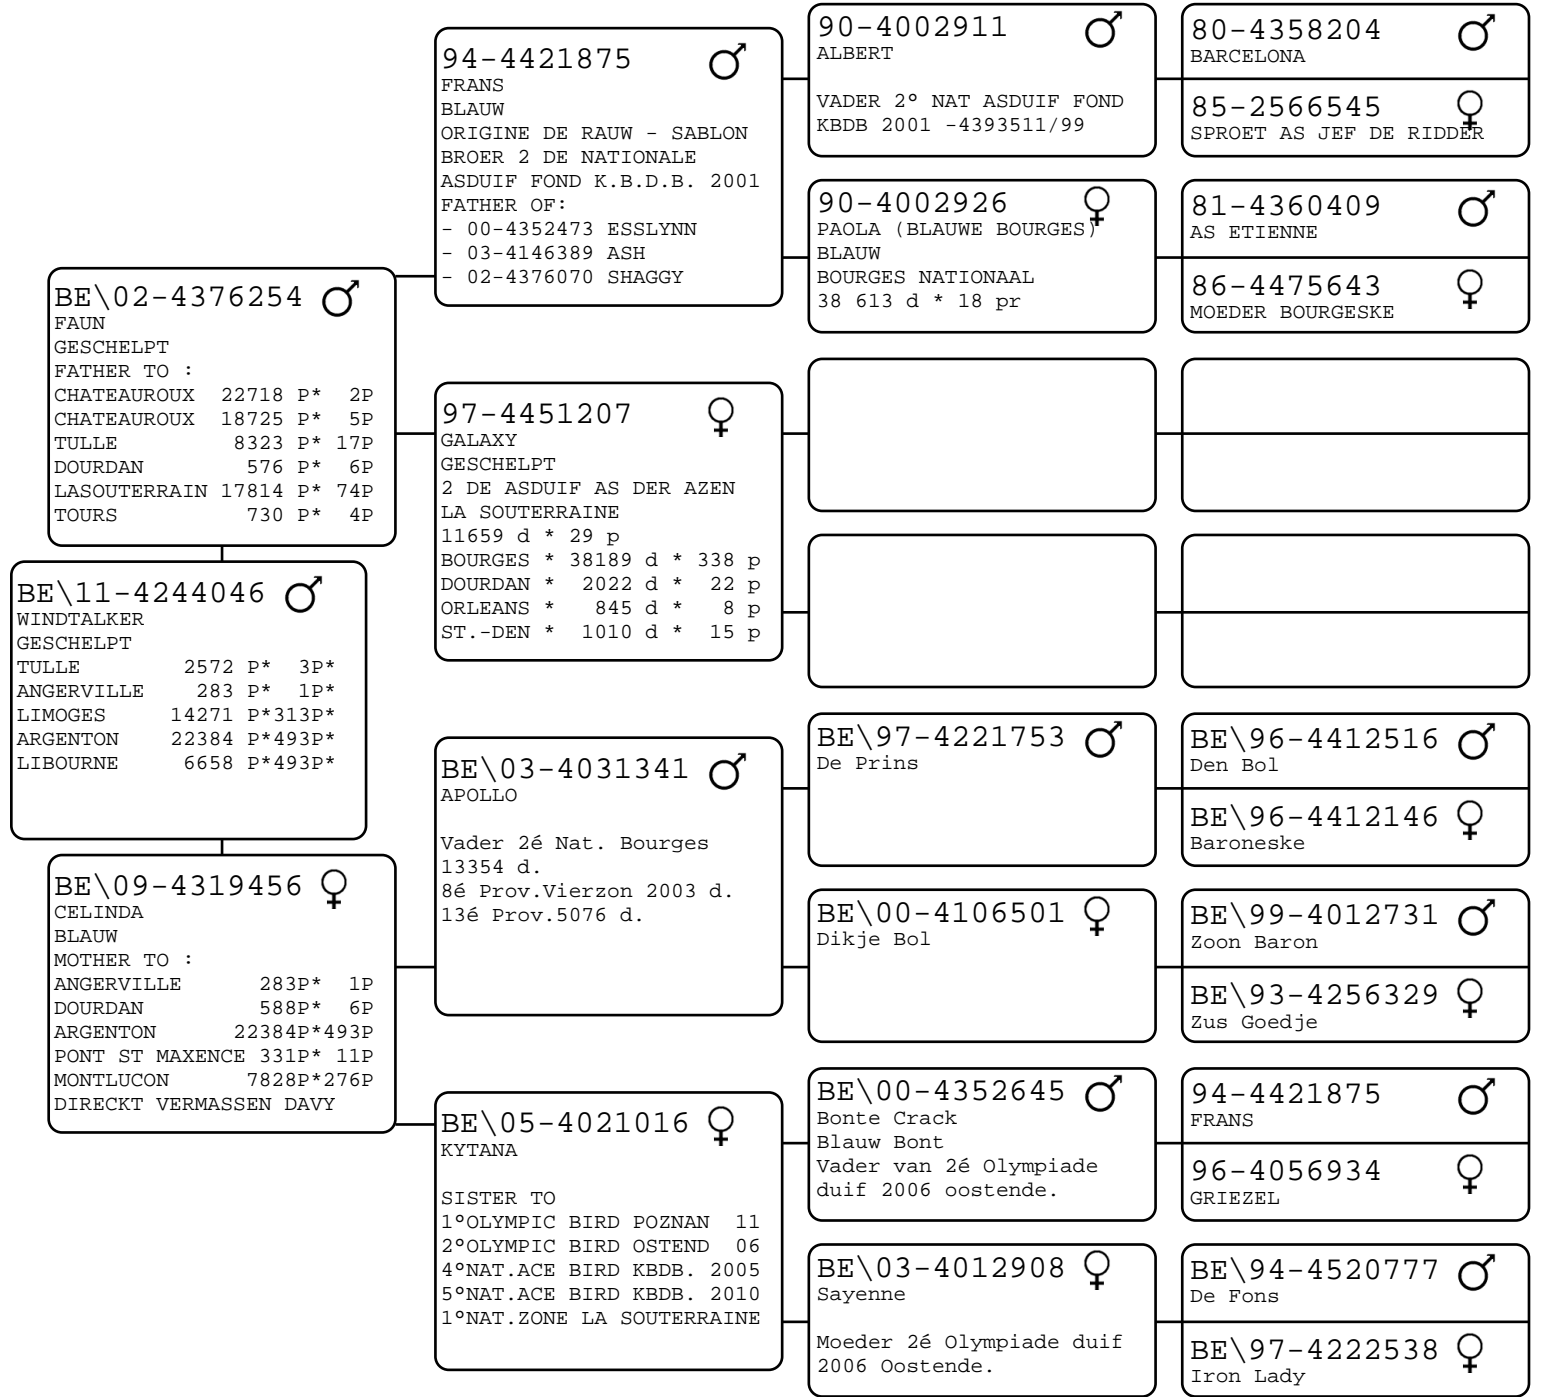 BE\11-4244046 ♂
WINDTALKER
GESCHELPT
TULLE 2572 P* 3P*
ANGERVILLE 283 P* 1P*
LIMOGES 14271 P*313P*
ARGENTON 22384 P*493P*
LIBOURNE 6658 P*493P*
BE\02-4376254 ♂
FAUN
GESCHELPT
FATHER TO :
CHATEAUROUX 22718 P* 2P
CHATEAUROUX 18725 P* 5P
TULLE 8323 P* 17P
DOURDAN 576 P* 6P
LASOUTERRAIN 17814 P* 74P
TOURS 730 P* 4P
BE\09-4319456 ♀
CELINDA
BLAUW
MOTHER TO :
ANGERVILLE 283P* 1P
DOURDAN 588P* 6P
ARGENTON 22384P*493P
PONT ST MAXENCE 331P* 11P
MONTLUCON 7828P*276P
DIRECKT VERMASSEN DAVY
94-4421875 ♂
FRANS
BLAUW
ORIGINE DE RAUW - SABLON
BROER 2 DE NATIONALE
ASDUIF FOND K.B.D.B. 2001
FATHER OF:
- 00-4352473 ESSLYNN
- 03-4146389 ASH
- 02-4376070 SHAGGY
97-4451207 ♀
GALAXY
GESCHELPT
2 DE ASDUIF AS DER AZEN
LA SOUTERRAINE
11659 d * 29 p
BOURGES * 38189 d * 338 p
DOURDAN * 2022 d * 22 p
ORLEANS * 845 d * 8 p
ST.-DEN * 1010 d * 15 p
BE\03-4031341 ♂
APOLLO
Vader 2é Nat. Bourges
13354 d.
8é Prov.Vierzon 2003 d.
13é Prov.5076 d.
BE\05-4021016 ♀
KYTANA
SISTER TO
1°OLYMPIC BIRD POZNAN 11
2°OLYMPIC BIRD OSTEND 06
4°NAT.ACE BIRD KBDB. 2005
5°NAT.ACE BIRD KBDB. 2010
1°NAT.ZONE LA SOUTERRAINE
90-4002911 ♂
ALBERT
VADER 2° NAT ASDUIF FOND
KBDB 2001 -4393511/99
90-4002926 ♀
PAOLA (BLAUWE BOURGES)
BLAUW
BOURGES NATIONAAL
38 613 d * 18 pr
BE\97-4221753 ♂
De Prins
BE\00-4106501 ♀
Dikje Bol
BE\00-4352645 ♂
Bonte Crack
Blauw Bont
Vader van 2é Olympiade
duif 2006 oostende.
BE\03-4012908 ♀
Sayenne
Moeder 2é Olympiade duif
2006 Oostende.
80-4358204 ♂
BARCELONA
85-2566545 ♀
SPROET AS JEF DE RIDDER
81-4360409 ♂
AS ETIENNE
86-4475643 ♀
MOEDER BOURGESKE
BE\96-4412516 ♂
Den Bol
BE\96-4412146 ♀
Baroneske
BE\99-4012731 ♂
Zoon Baron
BE\93-4256329 ♀
Zus Goedje
94-4421875 ♂
FRANS
96-4056934 ♀
GRIEZEL
BE\94-4520777 ♂
De Fons
BE\97-4222538 ♀
Iron Lady